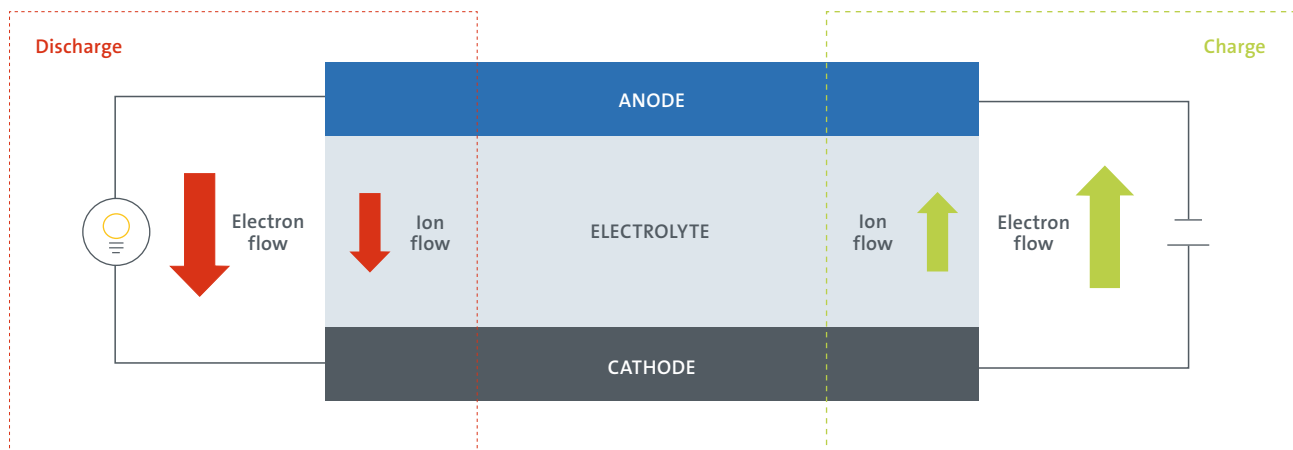 Discharge
Charge
ANODE
Electron
flow
Ion
flow
ELECTROLYTE
Ion
flow
Electron
flow
CATHODE